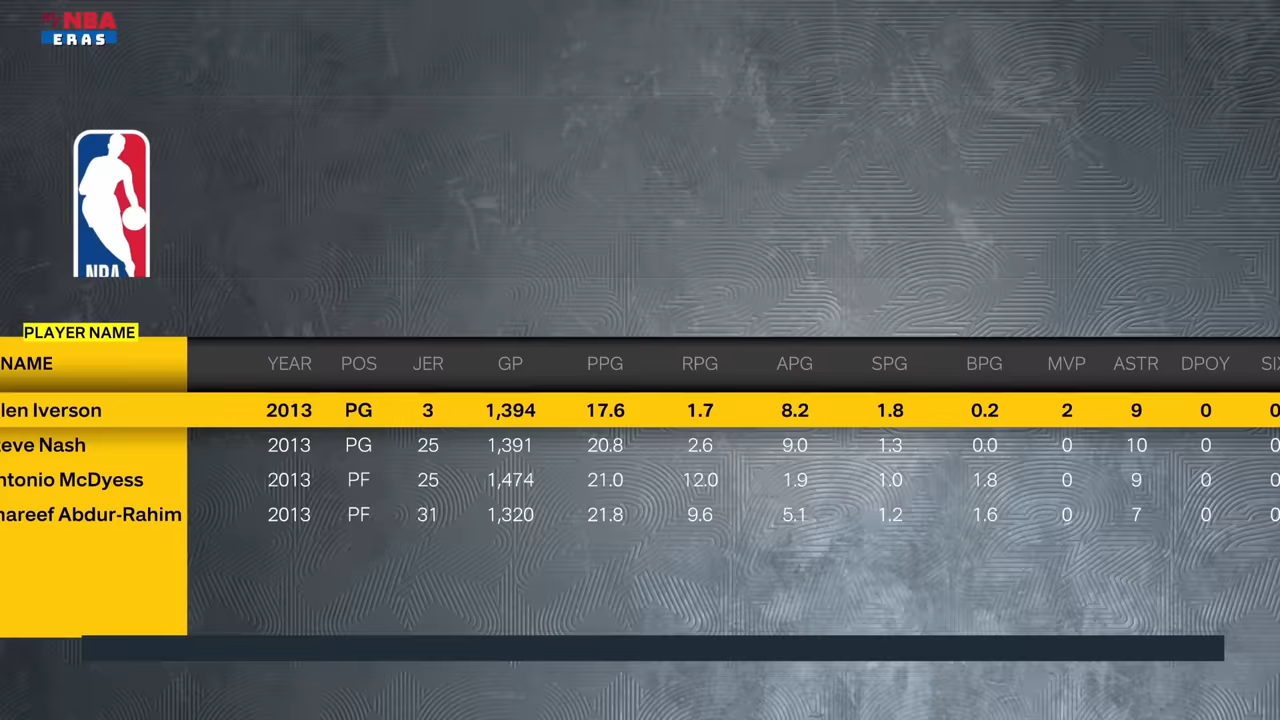 NBA
ERAS
NBA
PLAYER NAME
NAME YEAR POS JER GP PPG RPG APG SPG BPG MVP ASTR DPOY SI
len Iverson 2013 PG 3 1,394 17.6 1.7 8.2 1.8 0.2 2 9 0 0
teve Nash 2013 PG 25 1,391 20.8 2.6 9.0 1.3 0.0 0 10 0 0
ntonio McDyess 2013 PF 25 1,474 21.0 12.0 1.9 1.0 1.8 0 9 0 0
hareef Abdur-Rahim 2013 PF 31 1,320 21.8 9.6 5.1 1.2 1.6 0 7 0 0